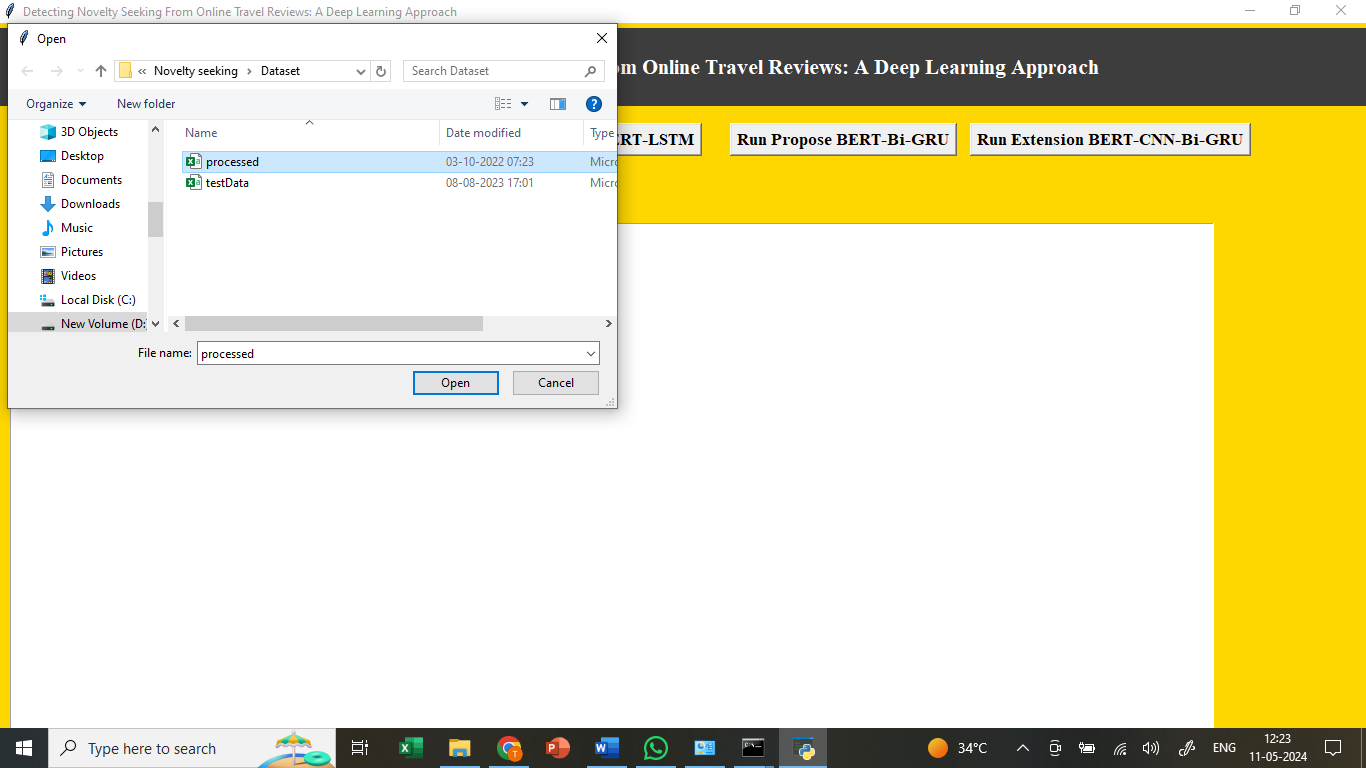 Detecting Novelty Seeking From Online Travel Reviews: A Deep Learning Approach
Open
« Novelty seeking > Dataset
Search Dataset
om Online Travel Reviews: A Deep Learning Approach
Organize
New folder
ERT-LSTM
Run Propose BERT-Bi-GRU
Run Extension BERT-CNN-Bi-GRU
3D Objects
Desktop
Documents
Downloads
Music
Pictures
Videos
Local Disk (C:)
New Volume (D:
Name
Date modified
Type
processed
03-10-2022 07:23
Micro
testData
08-08-2023 17:01
Micro
File name:
processed
Open
Cancel
Type here to search
34°C
ENG
12:23
11-05-2024